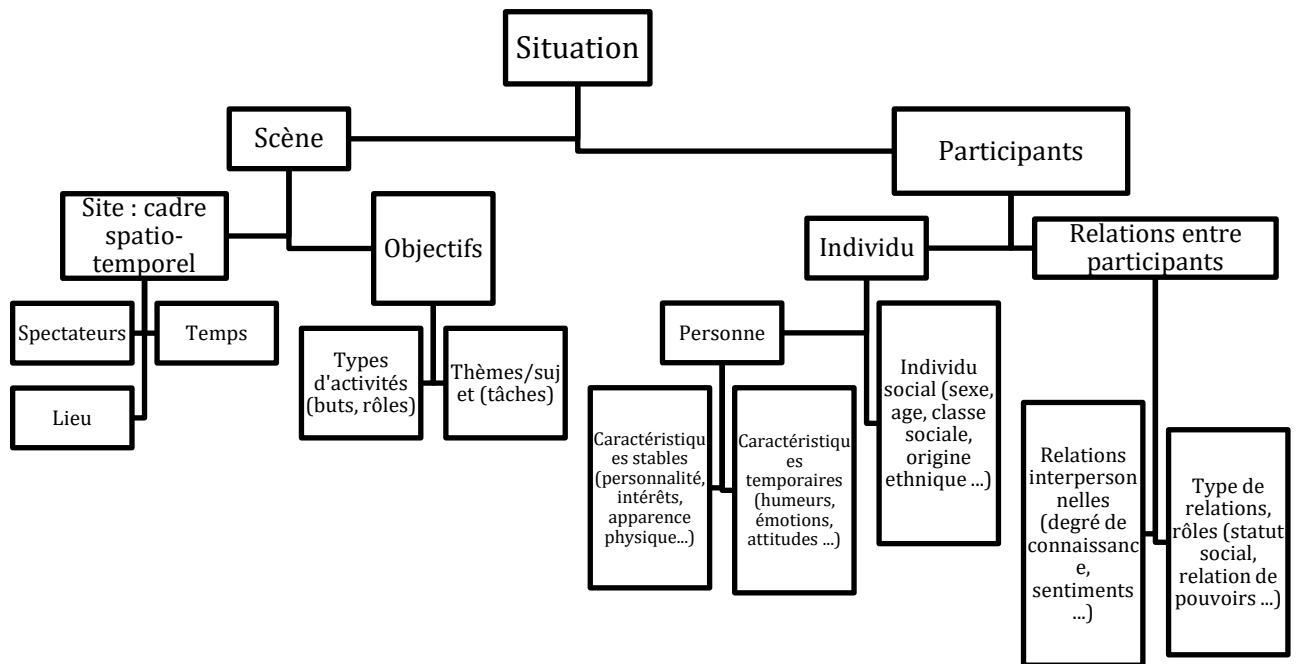 Situation
Scène
Participants
Site : cadre
spatio-
temporel
Objectifs
Individu
Relations entre
participants
Spectateurs
Temps
Lieu
Types
d'activités
(buts, rôles)
Thèmes/suj
et (tâches)
Personne
Individu
social (sexe,
age, classe
sociale,
origine
ethnique ...)
Caractéristiqu
es stables
(personnalité,
intérêts,
apparence
physique...)
Caractéristiqu
es
temporaires
(humeurs,
émotions,
attitudes ...)
Relations
interperson
nelles
(degré de
connaissanc
e,
sentiments
...)
Type de
relations,
rôles (statut
social,
relation de
pouvoirs ...)